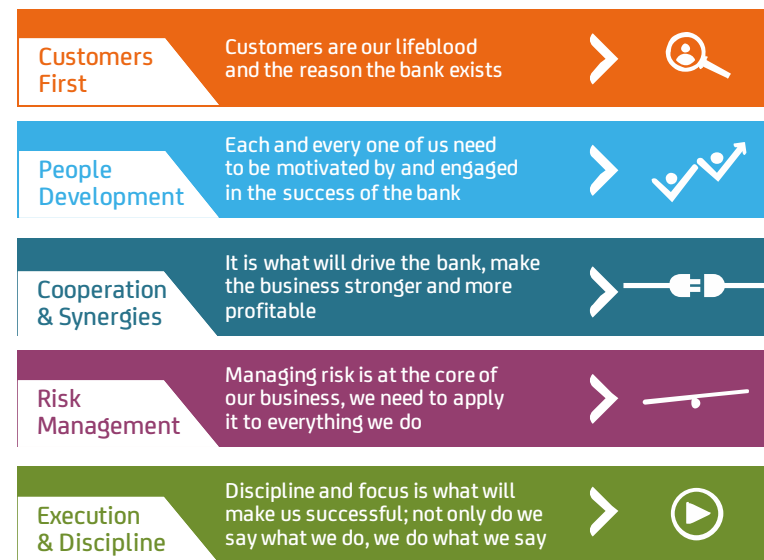 Customers
First
Customers are our lifeblood
and the reason the bank exists
People
Development
Each and every one of us need
to be motivated by and engaged
in the success of the bank
Cooperation
& Synergies
It is what will drive the bank, make
the business stronger and more
profitable
Risk
Management
Managing risk is at the core of
our business, we need to apply
it to everything we do
Execution
& Discipline
Discipline and focus is what will
make us successful; not only do we
say what we do, we do what we say